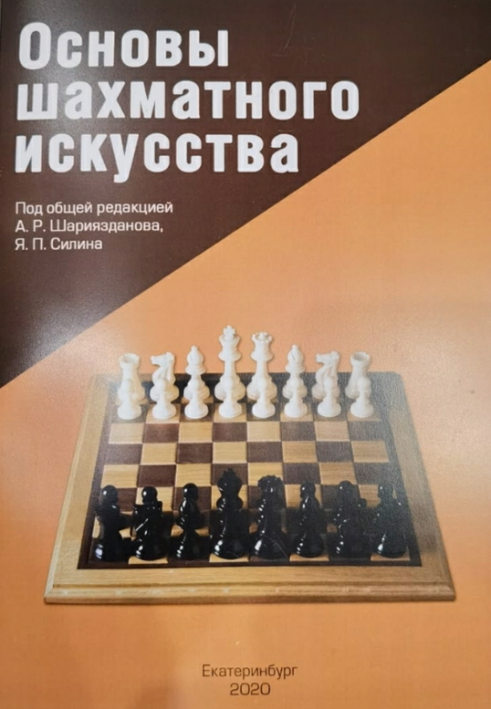 Основы
шахматного
искусства
Под общей редакцией
А. Р. Шариязданова,
Я. П. Силина
Екатеринбург
2020